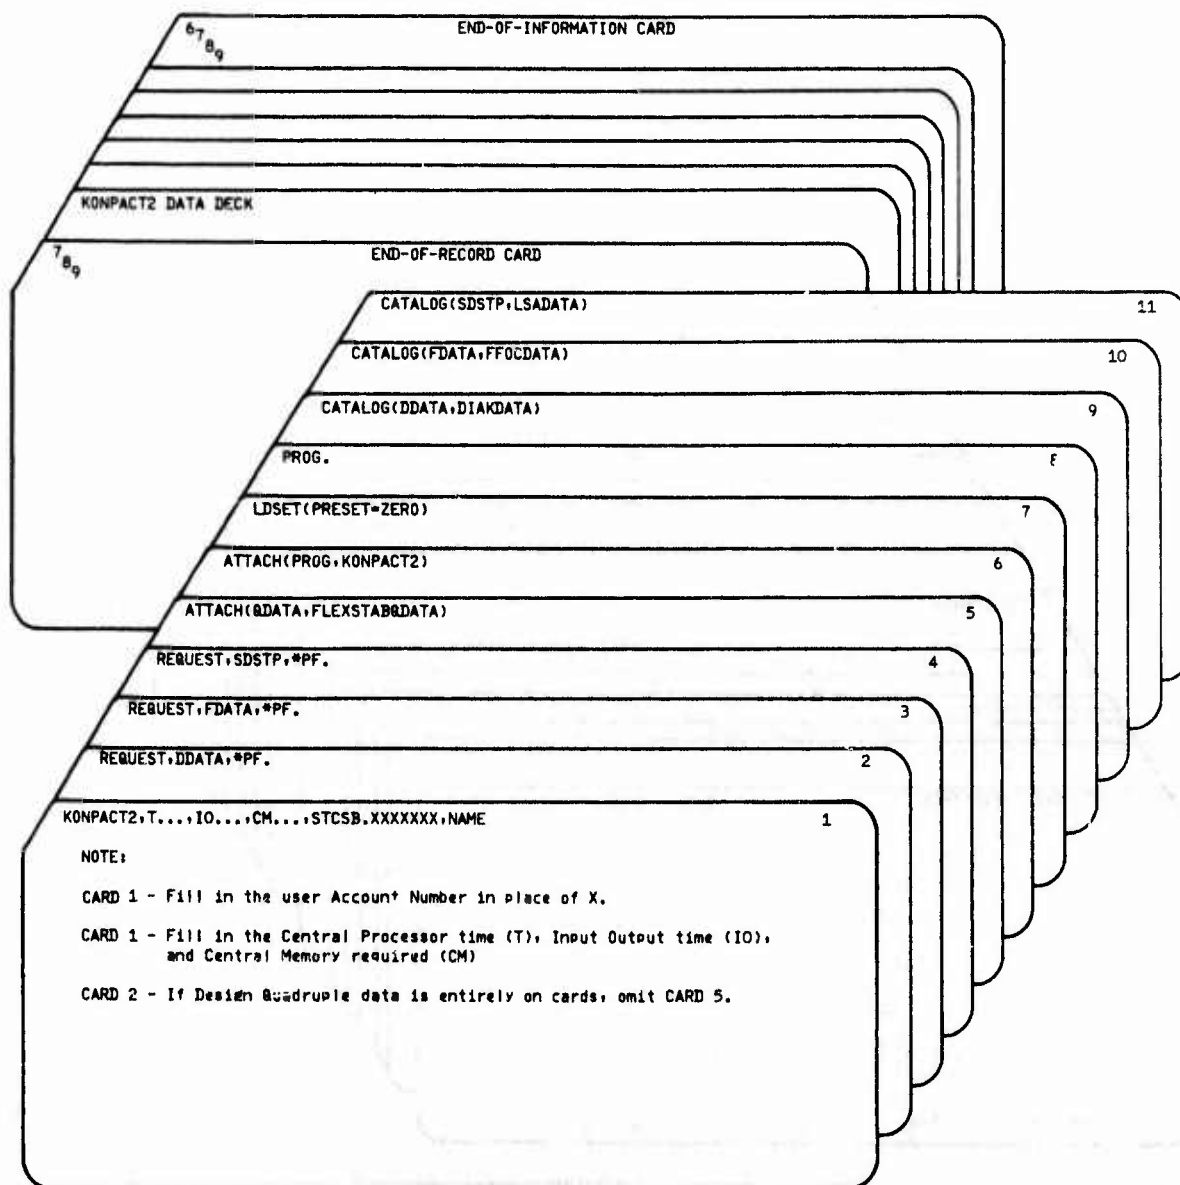 6789 END-OF-INFORMATION CARD
KONPACT2 DATA DECK
789 END-OF-RECORD CARD
CATALOG(SDSTP,LSADATA) 11
CATALOG(FDATA,FFOCDATA) 10
CATALOG(DDATA,DIAKDATA) 9
PROG. 8
LDSET(PRESET=ZERO) 7
ATTACH(PROG,KONPACT2) 6
ATTACH(QDATA,FLEXSTABQDATA) 5
REQUEST,SDSTP,*PF. 4
REQUEST,FDATA,*PF. 3
REQUEST,DDATA,*PF. 2
KONPACT2,T...,IO...,CM...,STCSB.XXXXXXX,NAME 1
NOTE:
CARD 1 - Fill in the user Account Number in place of X.
CARD 1 - Fill in the Central Processor time (T), Input Output time (IO),
and Central Memory required (CM)
CARD 2 - If Design Quadruple data is entirely on cards, omit CARD 5.